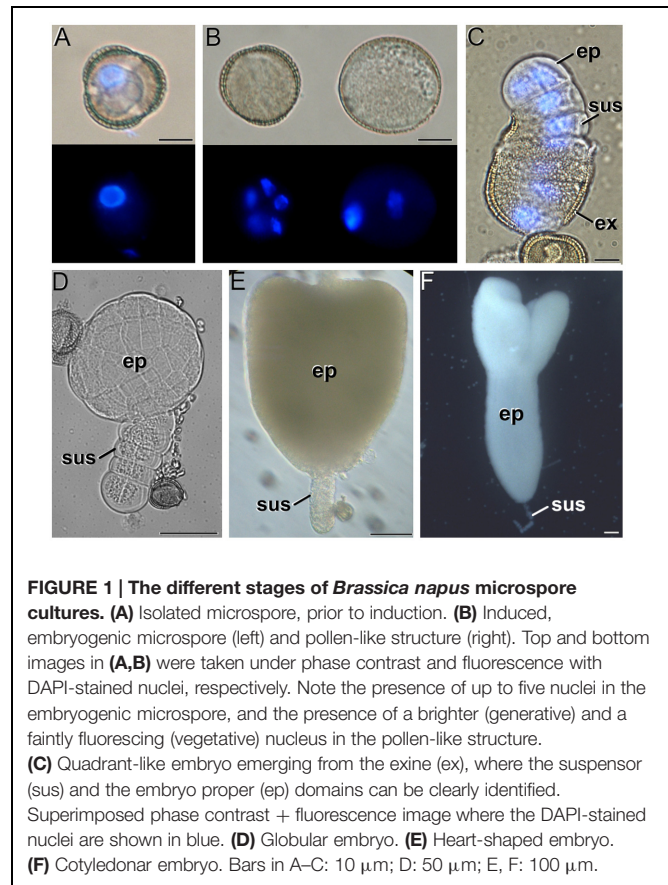 A
B
C
ep
sus
ex
D
ep
sus
E
ep
sus
F
ep
sus
FIGURE 1 | The different stages of Brassica napus microspore
cultures. (A) Isolated microspore, prior to induction. (B) Induced,
embryogenic microspore (left) and pollen-like structure (right). Top and bottom
images in (A,B) were taken under phase contrast and fluorescence with
DAPI-stained nuclei, respectively. Note the presence of up to five nuclei in the
embryogenic microspore, and the presence of a brighter (generative) and a
faintly fluorescing (vegetative) nucleus in the pollen-like structure.
(C) Quadrant-like embryo emerging from the exine (ex), where the suspensor
(sus) and the embryo proper (ep) domains can be clearly identified.
Superimposed phase contrast + fluorescence image where the DAPI-stained
nuclei are shown in blue. (D) Globular embryo. (E) Heart-shaped embryo.
(F) Cotyledonar embryo. Bars in A–C: 10 μm; D: 50 μm; E, F: 100 μm.